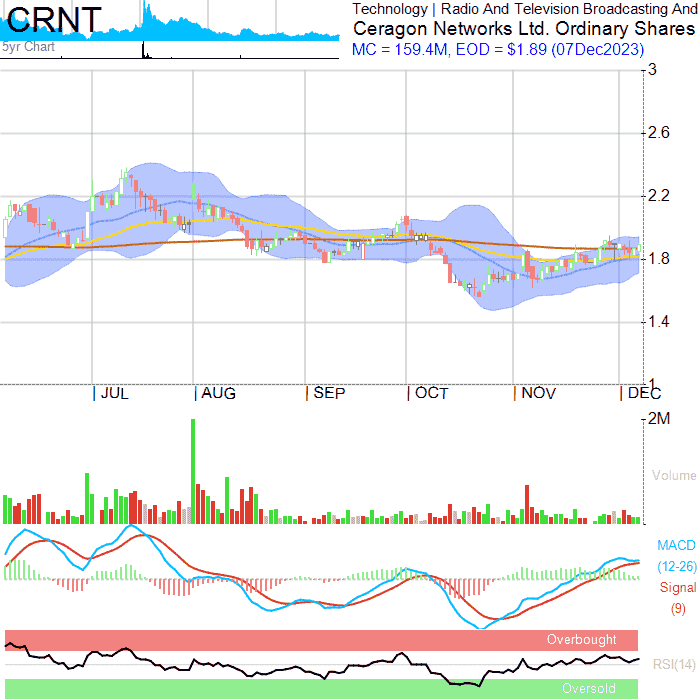 CRNT
5yr Chart
Technology | Radio And Television Broadcasting And
Ceragon Networks Ltd. Ordinary Shares
MC = 159.4M, EOD = $1.89 (07Dec2023)
3
2.6
2.2
1.8
1.4
1
JUL AUG SEP OCT NOV DEC
2M
Volume
MACD
(12-26)
Signal
(9)
Overbought
RSI(14)
Oversold